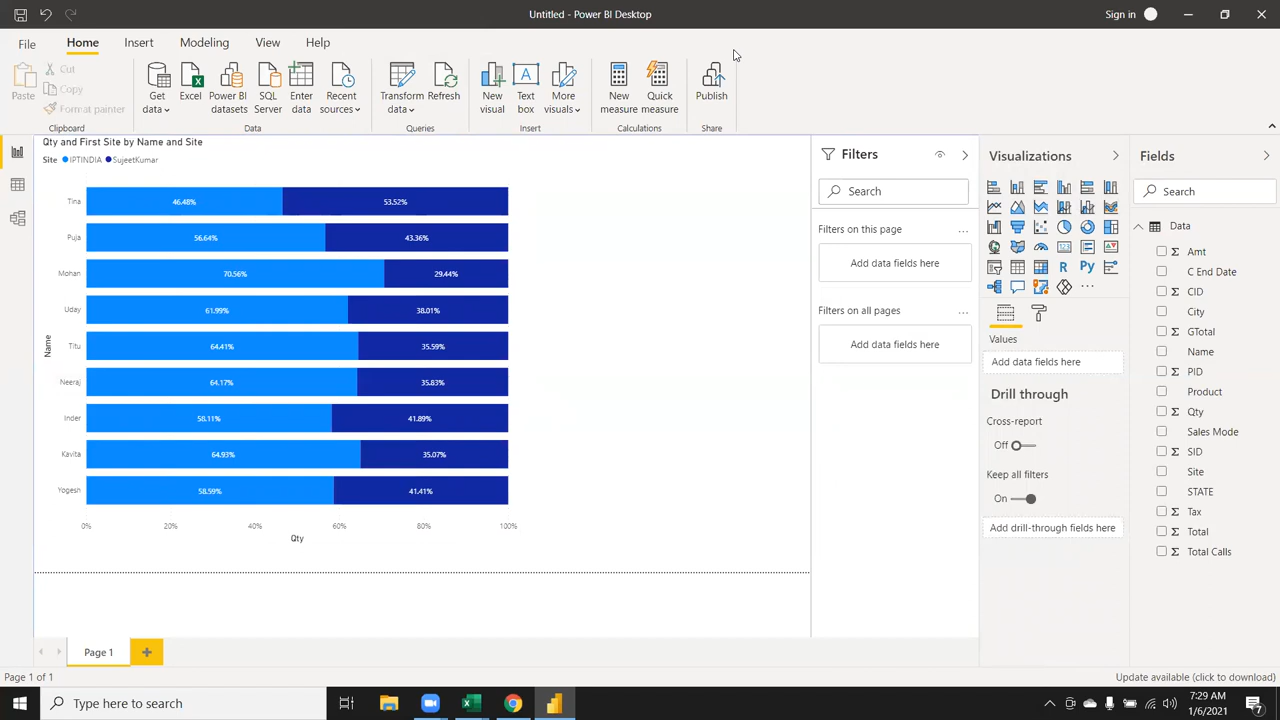 Untitled - Power BI Desktop
Sign in
File Home Insert Modeling View Help
Paste
Cut
Copy
Format painter
Clipboard
Get data
Excel
Power BI datasets
SQL Server
Enter data
Recent sources
Data
Transform data
Refresh
Queries
New visual
A
Text box
More visuals
Insert
New measure
Quick measure
Calculations
Publish
Share
Qty and First Site by Name and Site
Site IPTINDIA SujeetKumar
Name
Tina 46.48% 53.52%
Puja 56.64% 43.36%
Mohan 70.56% 29.44%
Uday 61.99% 38.01%
Titu 64.41% 35.59%
Neeraj 64.17% 35.83%
Inder 58.11% 41.89%
Kavita 64.93% 35.07%
Yogesh 58.59% 41.41%
0% 20% 40% 60% 80% 100%
Qty
Filters
Search
Filters on this page ...
Add data fields here
Filters on all pages ...
Add data fields here
Visualizations
R Py
...
Values
Add data fields here
Drill through
Cross-report
Off
Keep all filters
On
Add drill-through fields here
Fields
Search
Data
Σ Amt
C End Date
Σ CID
City
Σ GTotal
Name
Σ PID
Product
Σ Qty
Sales Mode
Σ SID
Site
STATE
Σ Tax
Σ Total
Σ Total Calls
Page 1
Page 1 of 1
Update available (click to download)
Type here to search
7:29 AM
1/6/2021
7